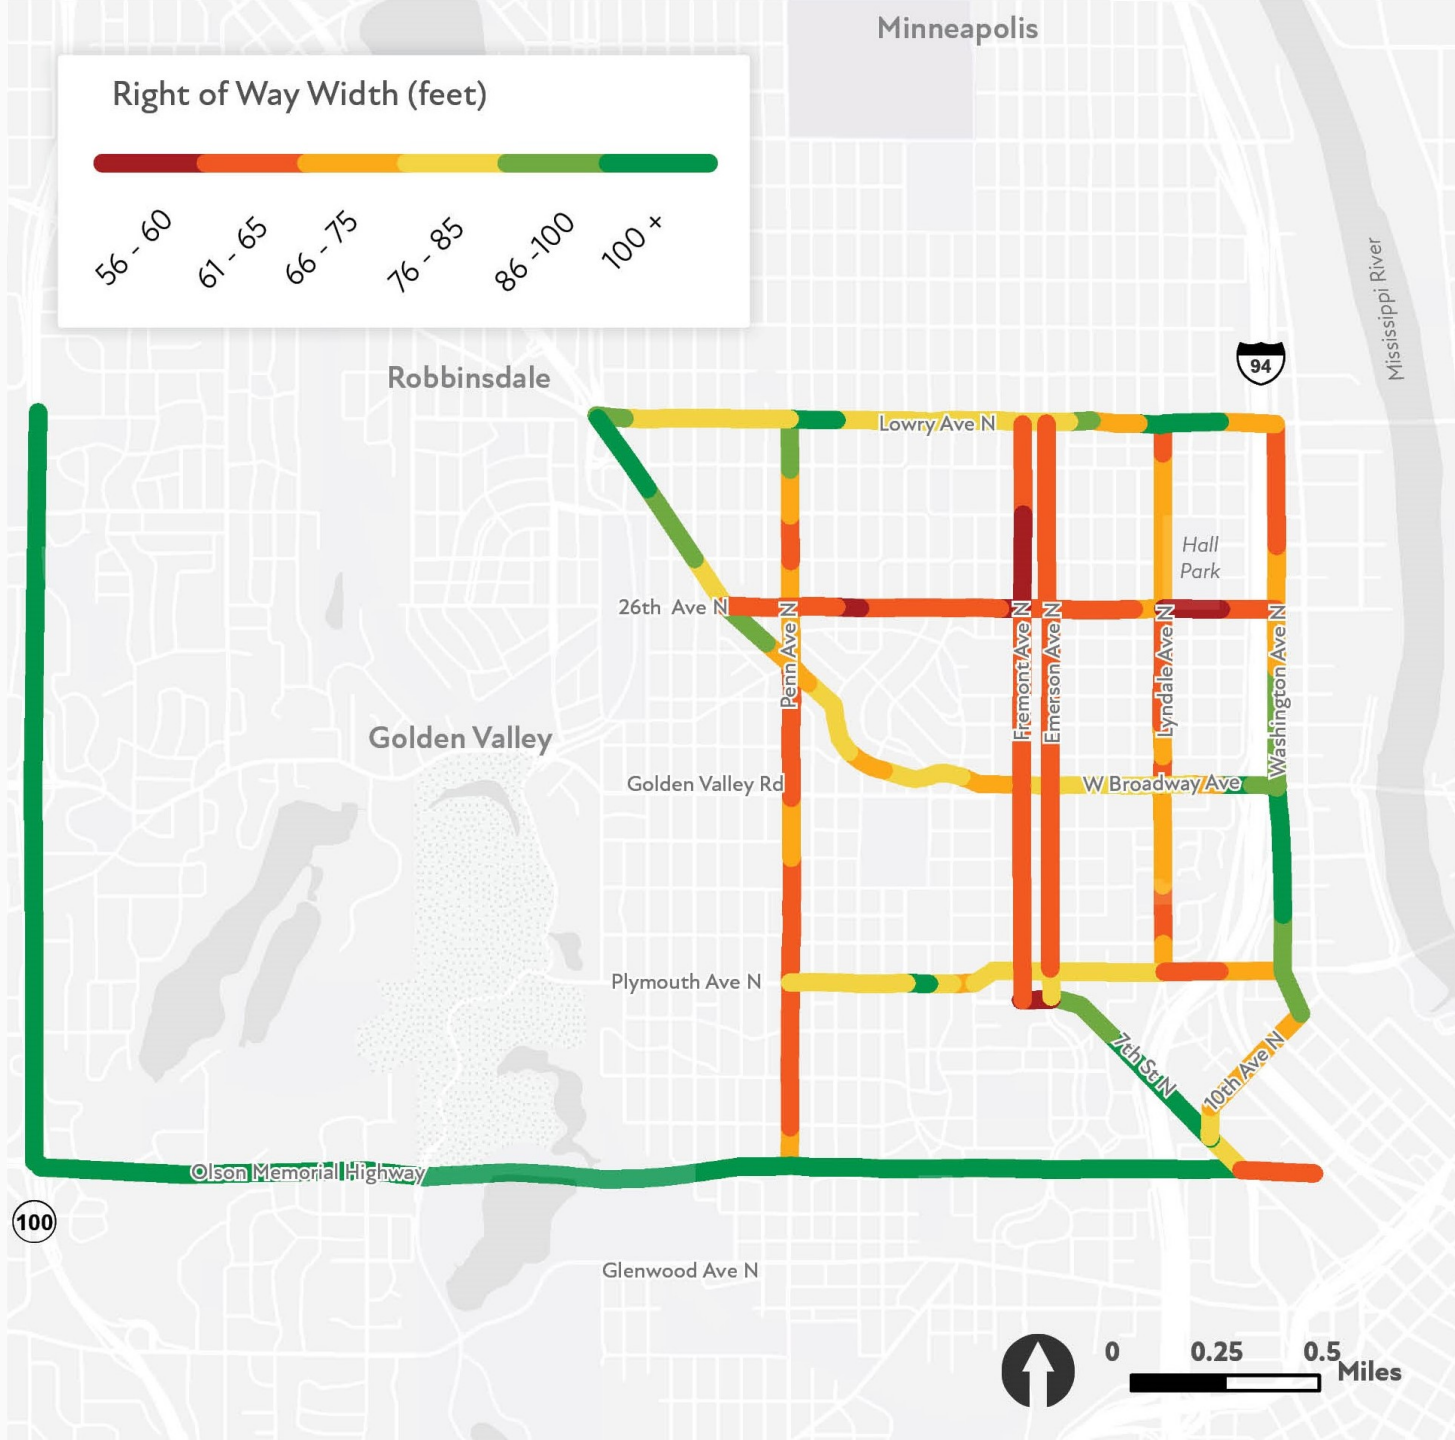 Minneapolis
Right of Way Width (feet)
56 - 60
61 - 65
66 - 75
76 - 85
86 -100
100 +
Mississippi River
94
Robbinsdale
Lowry Ave N
Hall
Park
26th Ave N
Penn Ave N
Fremont Ave N
Emerson Ave N
Lyndale Ave N
Washington Ave N
Golden Valley
Golden Valley Rd
W Broadway Ave
Plymouth Ave N
7th St N
10th Ave N
Olson Memorial Highway
100
Glenwood Ave N
0
0.25
0.5
Miles